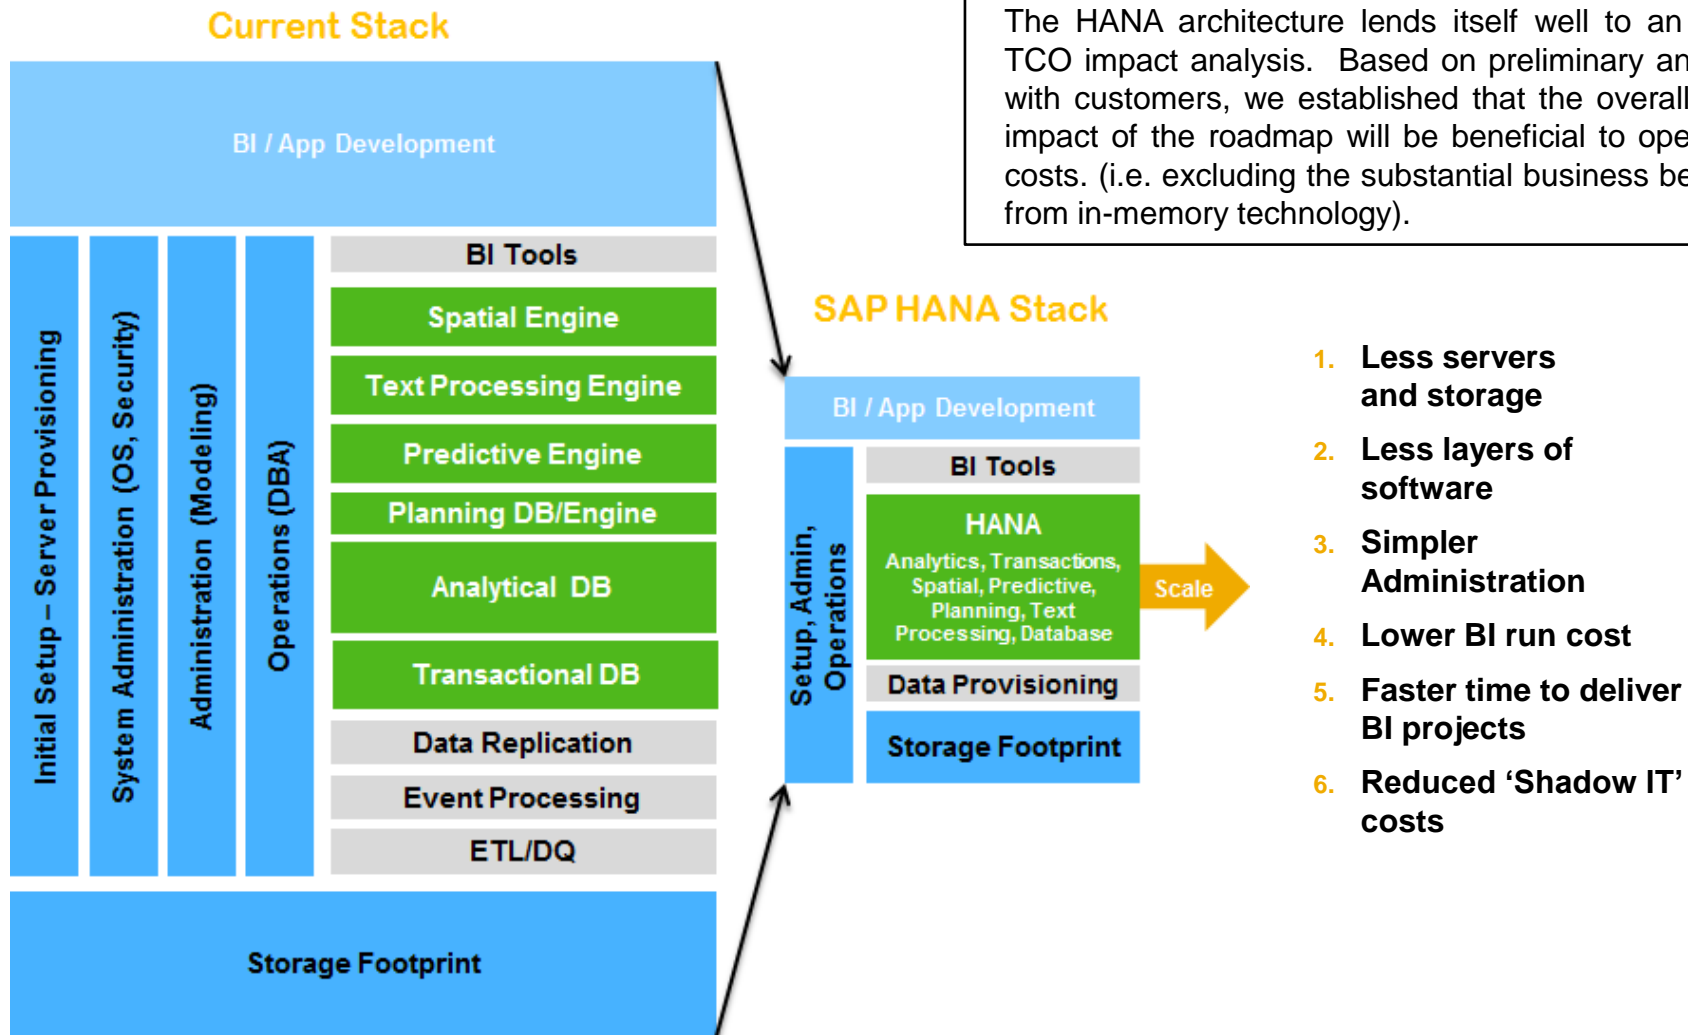 Current Stack
BI / App Development
Initial Setup – Server Provisioning
System Administration (OS, Security)
Administration (Modeling)
Operations (DBA)
BI Tools
Spatial Engine
Text Processing Engine
Predictive Engine
Planning DB/Engine
Analytical DB
Transactional DB
Data Replication
Event Processing
ETL/DQ
Storage Footprint
The HANA architecture lends itself well to an
TCO impact analysis. Based on preliminary
with customers, we established that the overall
impact of the roadmap will be beneficial to
costs. (i.e. excluding the substantial business
from in-memory technology).
SAP HANA Stack
BI / App Development
Setup, Admin,
Operations
BI Tools
HANA
Analytics, Transactions,
Spatial, Predictive,
Planning, Text
Processing, Database
Data Provisioning
Storage Footprint
Scale
1. Less servers
and storage
2. Less layers of
software
3. Simpler
Administration
4. Lower BI run cost
5. Faster time to deliver
BI projects
6. Reduced ‘Shadow IT’
costs